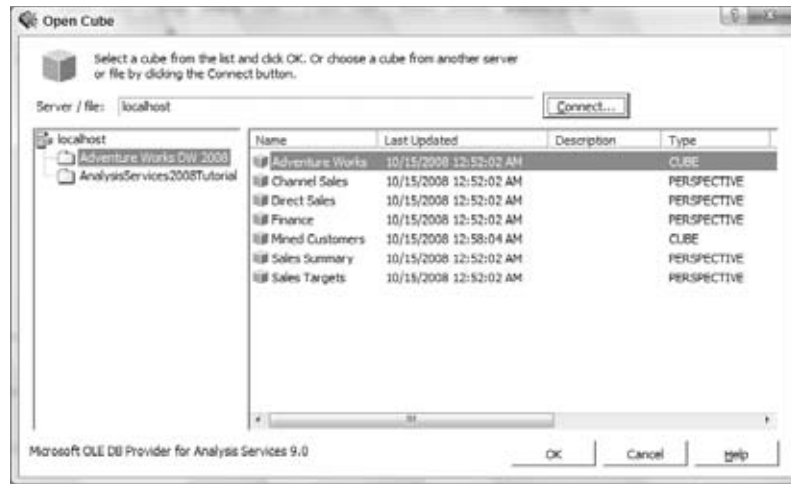 Open Cube
Select a cube from the list and click OK. Or choose a cube from another server
or file by clicking the Connect button.
Server / file: localhost Connect...
localhost
Adventure Works DW 2008
AnalysisServices2008Tutorial
Name Last Updated Description Type
Adventure Works 10/15/2008 12:52:02 AM CUBE
Channel Sales 10/15/2008 12:52:02 AM PERSPECTIVE
Direct Sales 10/15/2008 12:52:02 AM PERSPECTIVE
Finance 10/15/2008 12:52:02 AM PERSPECTIVE
Mined Customers 10/15/2008 12:58:04 AM CUBE
Sales Summary 10/15/2008 12:52:02 AM PERSPECTIVE
Sales Targets 10/15/2008 12:52:02 AM PERSPECTIVE
Microsoft OLE DB Provider for Analysis Services 9.0 OK Cancel Help